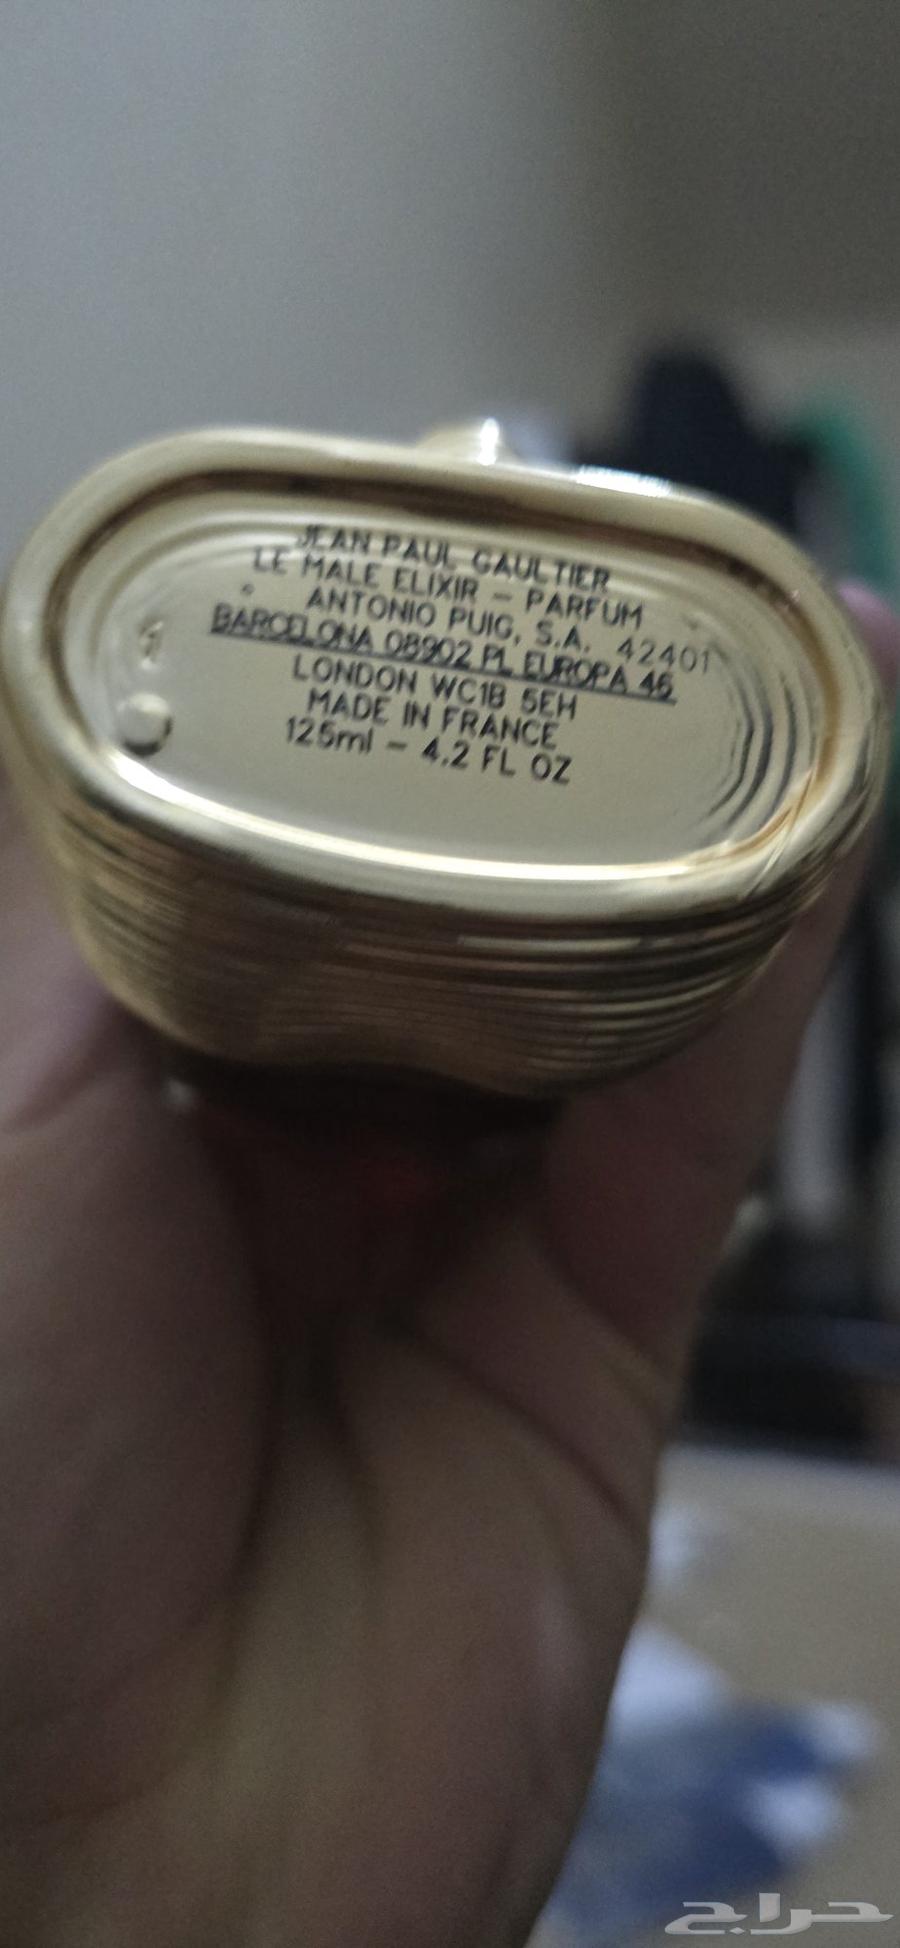 JEAN PAUL GAULTIER
LE MALE ELIXIR – PARFUM
ANTONIO PUIG, S.A. 42401
BARCELONA 08902 PL EUROPA 46
LONDON WC1B 5EH
MADE IN FRANCE
125ml – 4.2 FL OZ
حراج